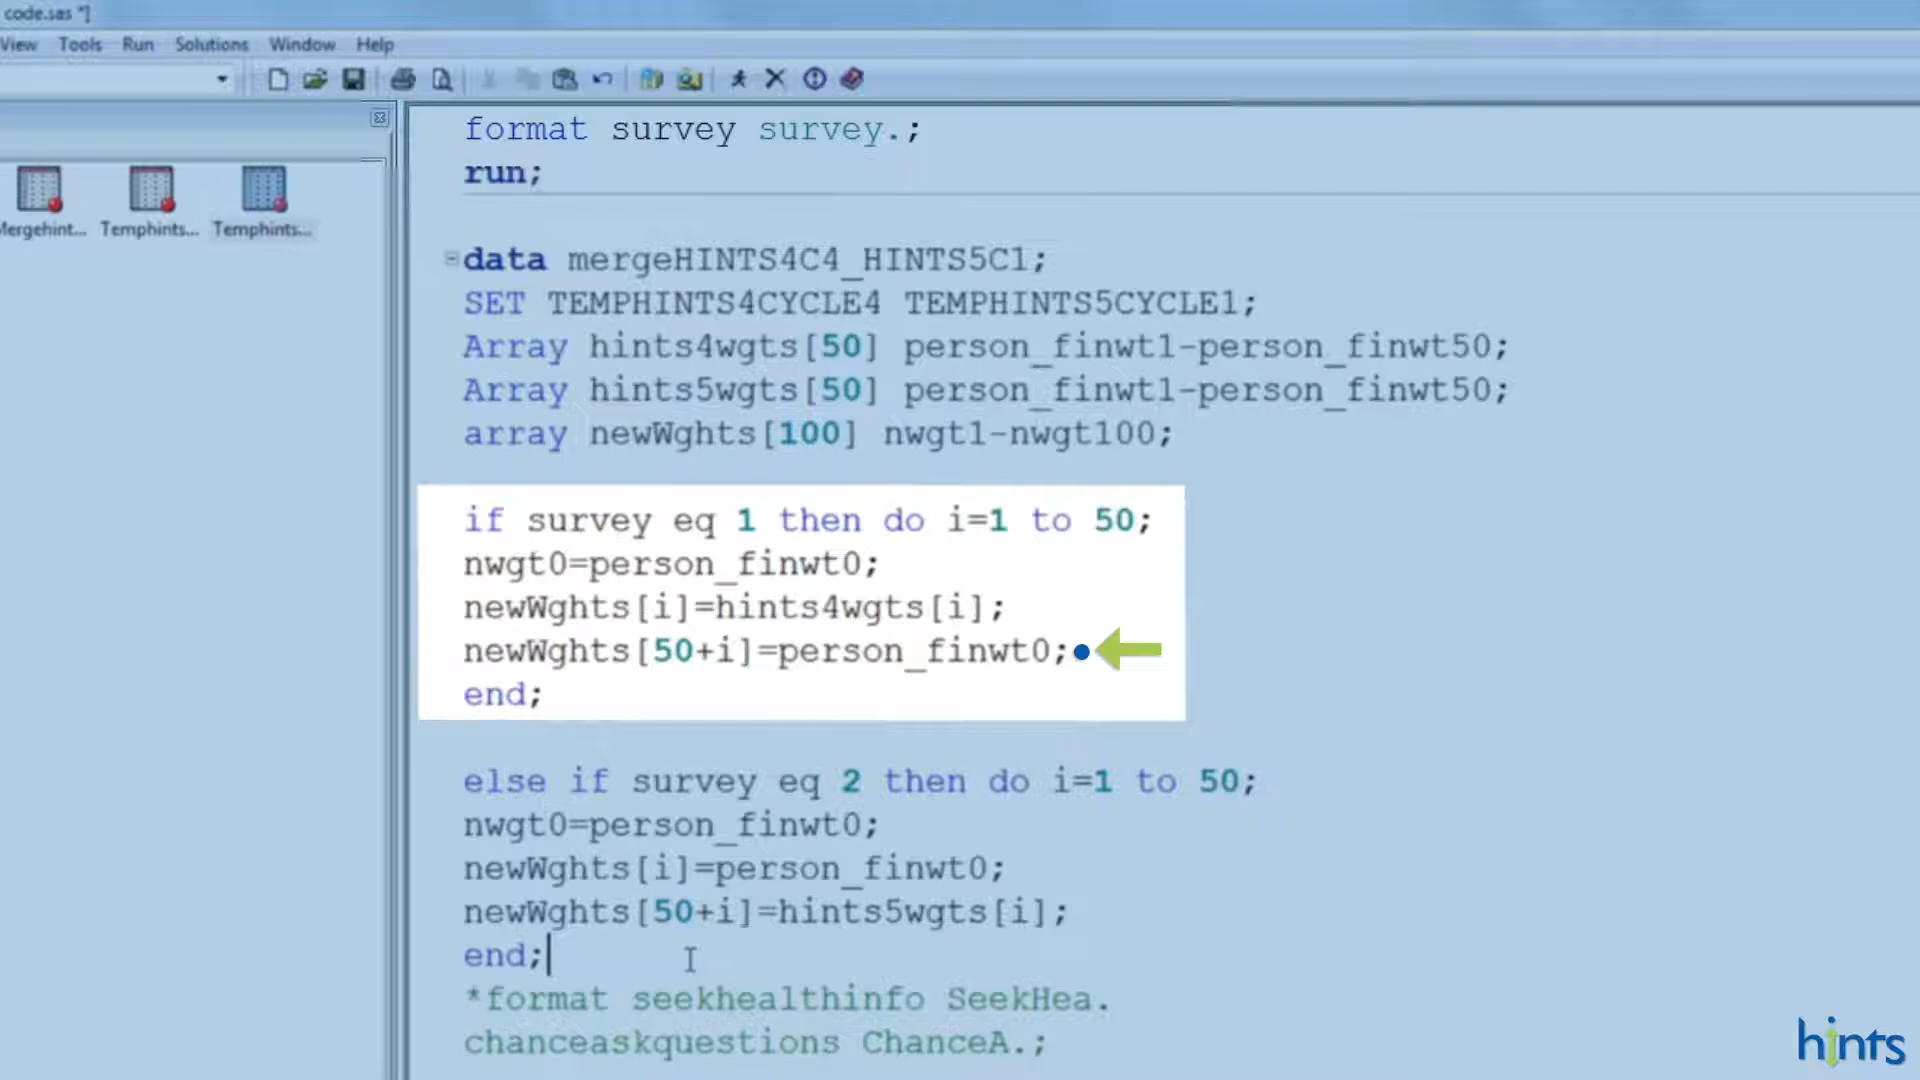 code.sas *]
View Tools Run Solutions Window Help
Mergehint... Temphints... Temphints...
format survey survey.;
run;
data mergeHINTS4C4_HINTS5C1;
SET TEMPHINTS4CYCLE4 TEMPHINTS5CYCLE1;
Array hints4wgts[50] person_finwt1-person_finwt50;
Array hints5wgts[50] person_finwt1-person_finwt50;
array newWghts[100] nwgt1-nwgt100;
if survey eq 1 then do i=1 to 50;
nwgt0=person_finwt0;
newWghts[i]=hints4wgts[i];
newWghts[50+i]=person_finwt0;
end;
else if survey eq 2 then do i=1 to 50;
nwgt0=person_finwt0;
newWghts[i]=person_finwt0;
newWghts[50+i]=hints5wgts[i];
end;
*format seekhealthinfo SeekHea.
chanceaskquestions ChanceA.;
hints